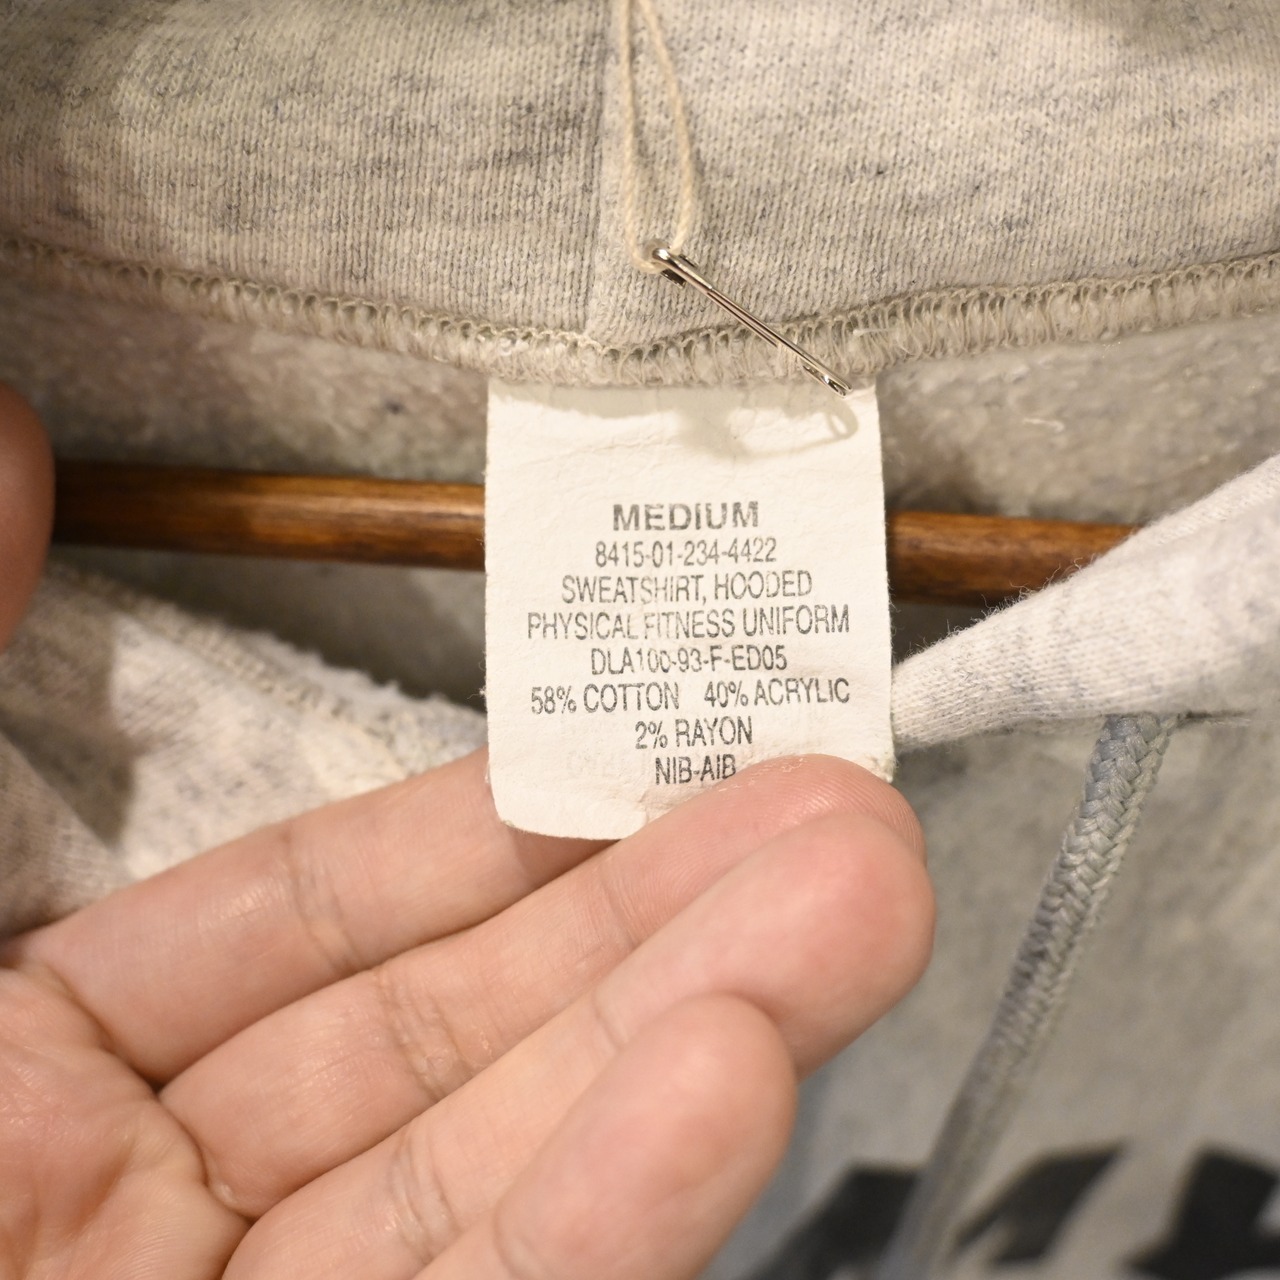 MEDIUM
8415-01-234-4422
SWEATSHIRT, HOODED
PHYSICAL FITNESS UNIFORM
DLA100-93-F-ED05
58% COTTON 40% ACRYLIC
2% RAYON
NIB-AIB